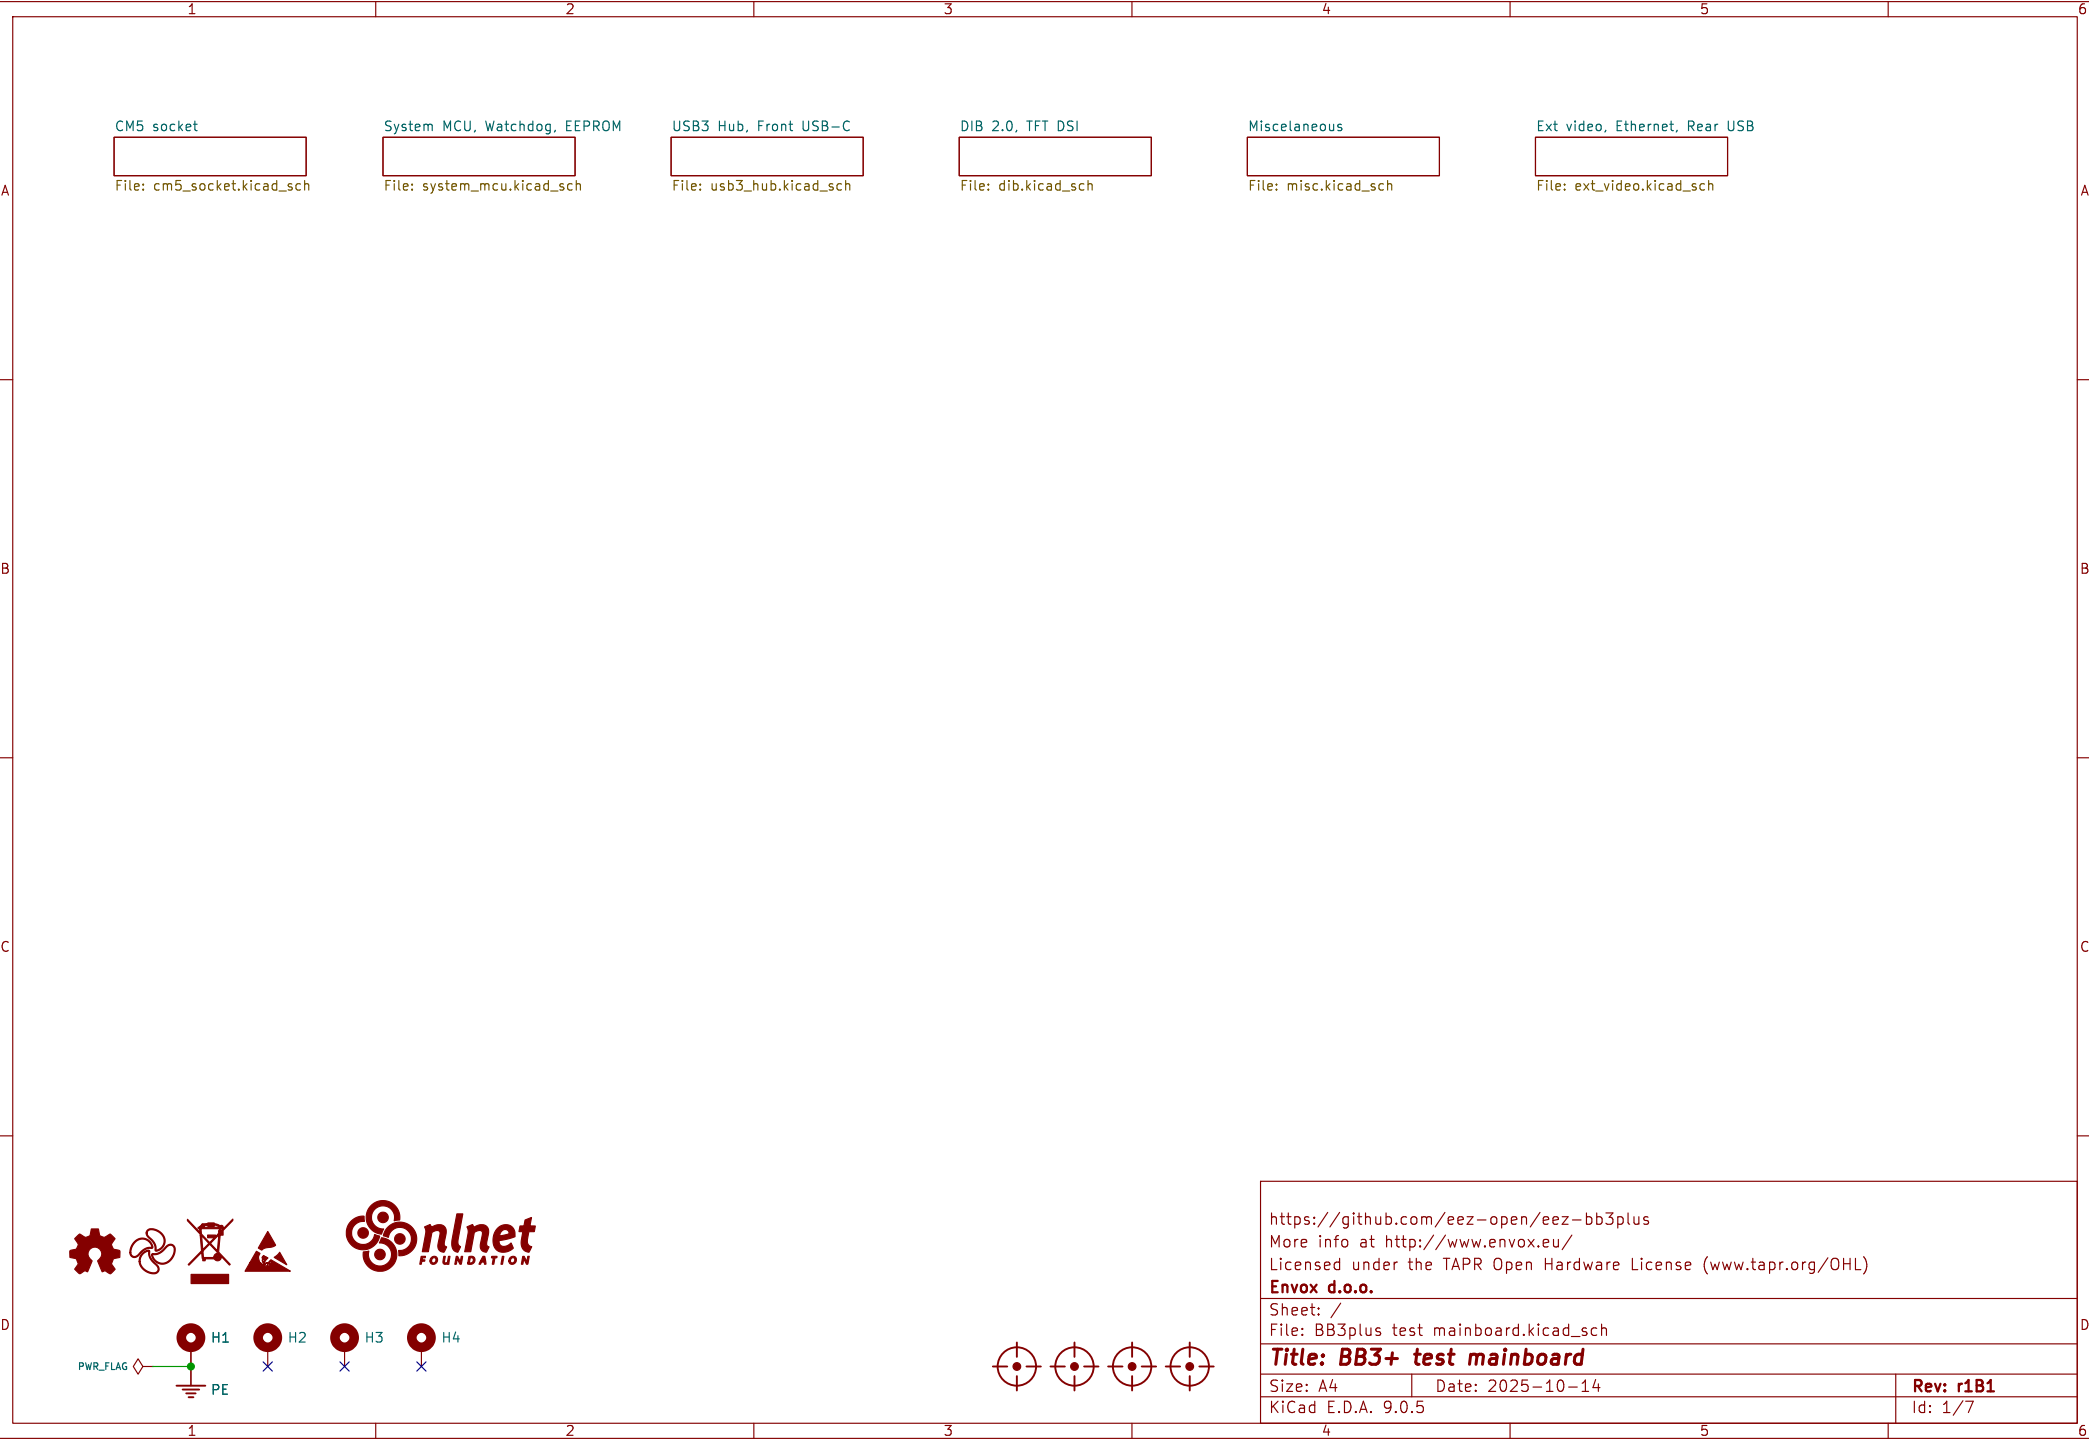 1 2 3 4 5 6
CM5 socket
System MCU, Watchdog, EEPROM
USB3 Hub, Front USB-C
DIB 2.0, TFT DSI
Miscelaneous
Ext video, Ethernet, Rear USB
File: cm5_socket.kicad_sch
File: system_mcu.kicad_sch
File: usb3_hub.kicad_sch
File: dib.kicad_sch
File: misc.kicad_sch
File: ext_video.kicad_sch
A A
B B
C C
nlnet
FOUNDATION
https://github.com/eez-open/eez-bb3plus
More info at http://www.envox.eu/
Licensed under the TAPR Open Hardware License (www.tapr.org/OHL)
Envox d.o.o.
Sheet: /
File: BB3plus test mainboard.kicad_sch
D D
H1 H2 H3 H4
PWR_FLAG
PE
Title: BB3+ test mainboard
Size: A4 Date: 2025-10-14 Rev: r1B1
KiCad E.D.A. 9.0.5 Id: 1/7
1 2 3 4 5 6